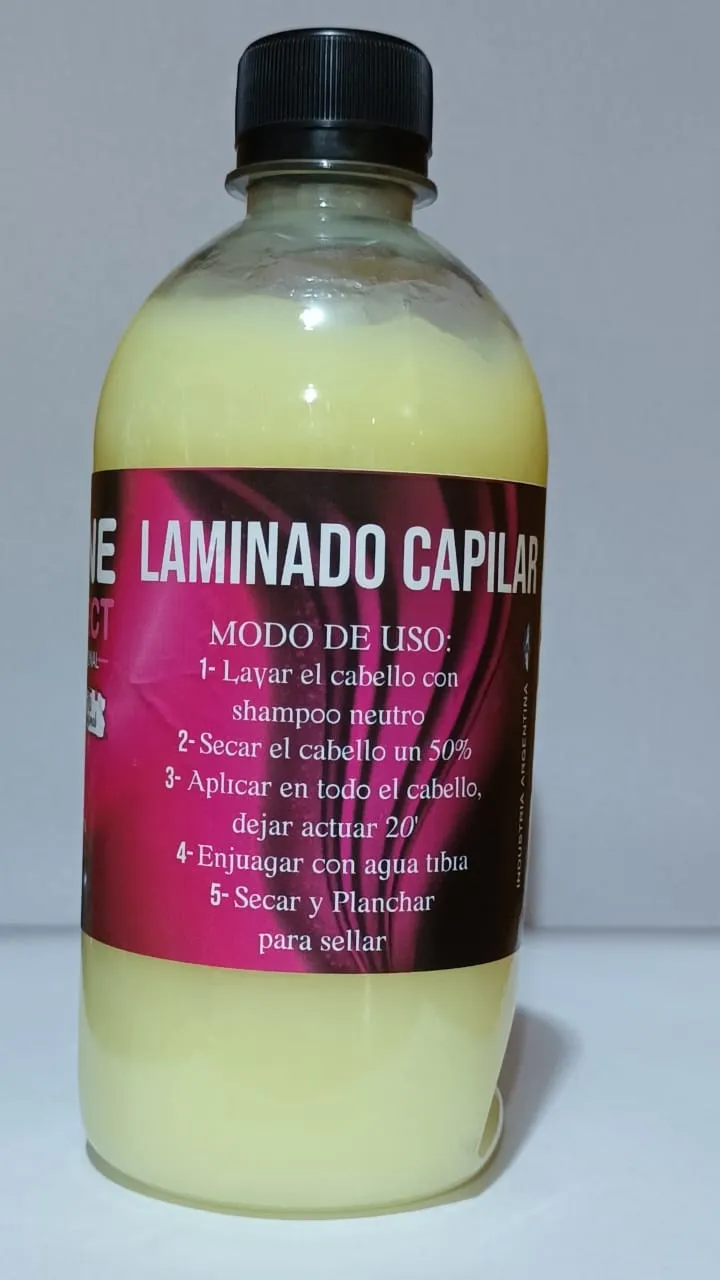 LAMINADO CAPILAR
MODO DE USO:
1- Lavar el cabello con
shampoo neutro
2- Secar el cabello un 50%
3- Aplicar en todo el cabello,
dejar actuar 20'
4- Enjuagar con agua tibia
5- Secar y Planchar
para sellar
INDUSTRIA ARGENTINA